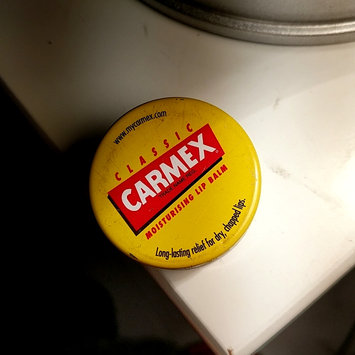 www.mycarmex.com
CLASSIC
CARMEX
MOISTURISING LIP BALM
Long-lasting relief for dry, chapped lips.